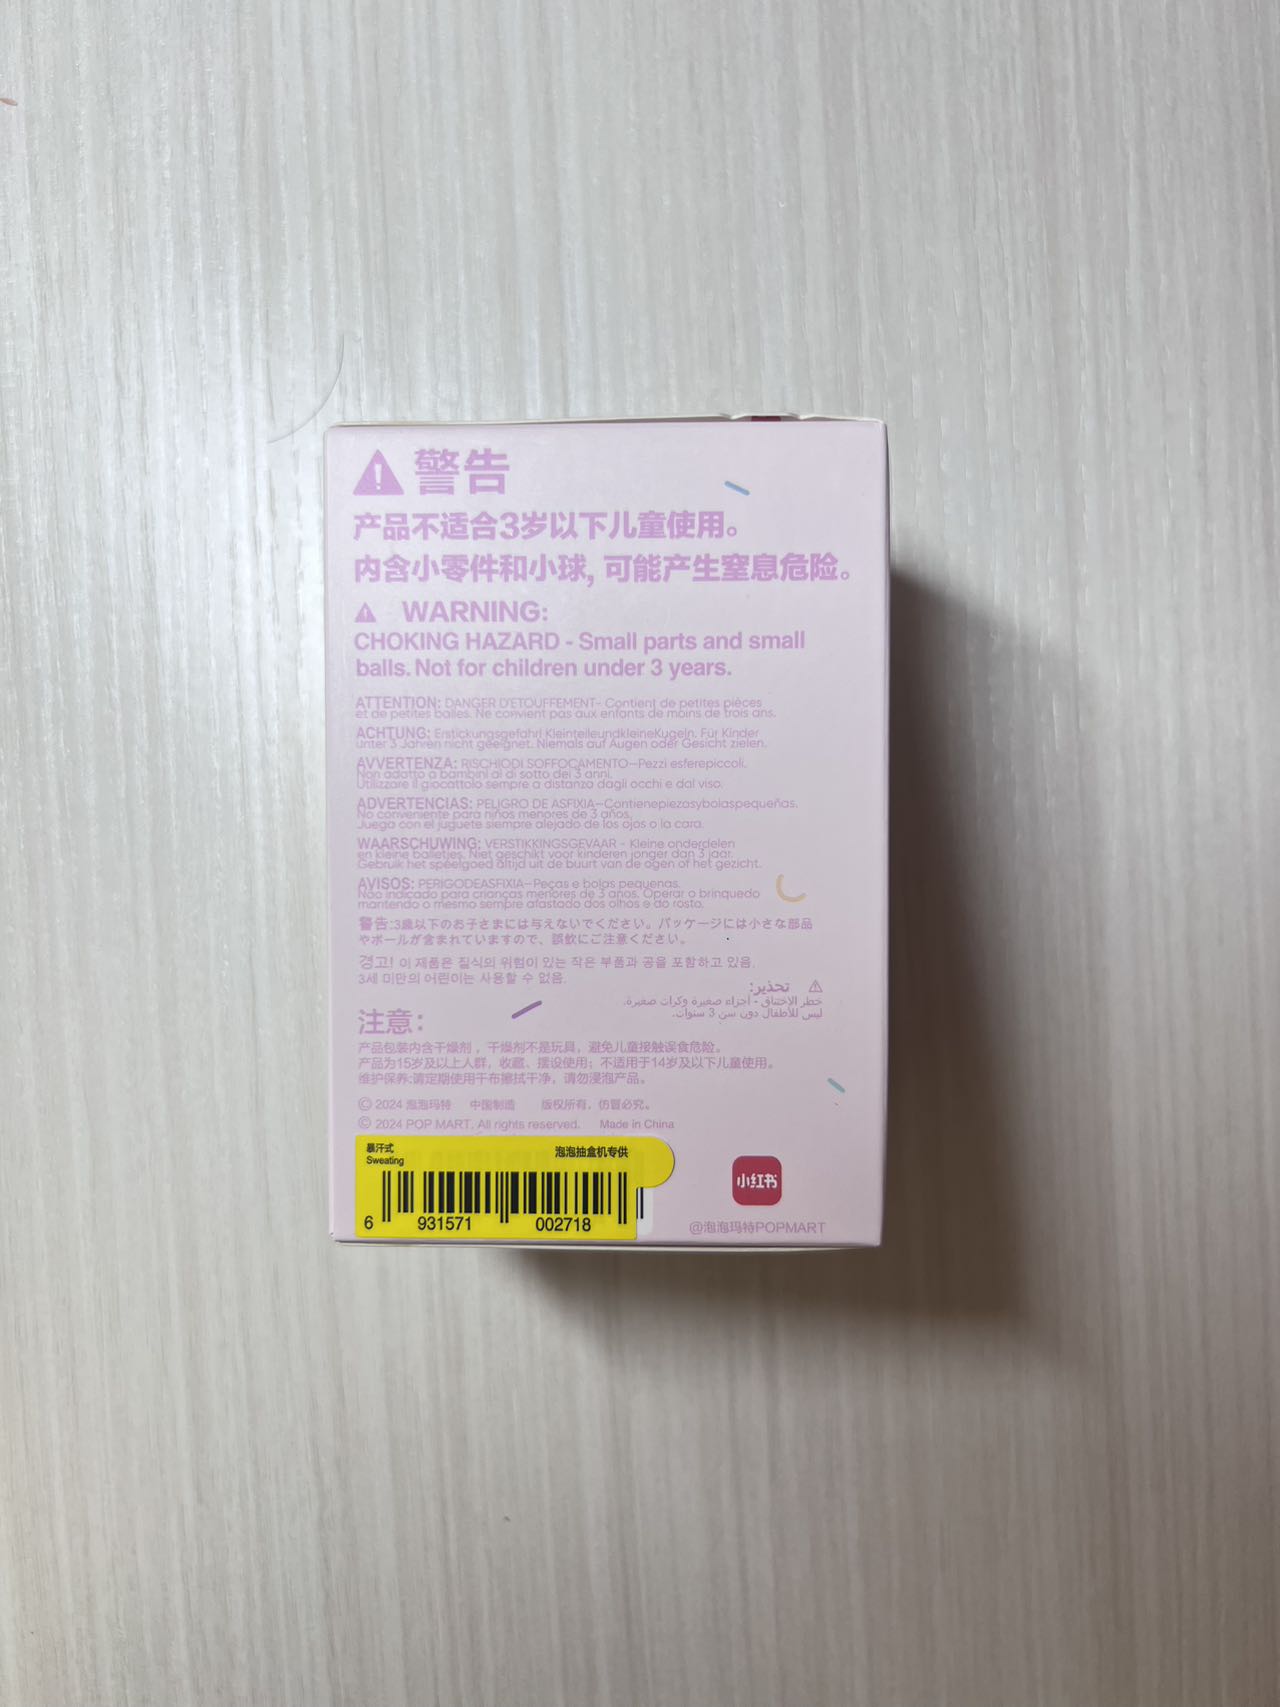 警告
产品不适合3岁以下儿童使用。
内含小零件和小球, 可能产生窒息危险。
WARNING:
CHOKING HAZARD - Small parts and small
balls. Not for children under 3 years.
ATTENTION: DANGER D'ETOUFFEMENT- Contient de petites pièces
et de petites balles. Ne convient pas aux enfants de moins de trois ans.
ACHTUNG: Erstickungsgefahr! KleinteileundkleineKugeln. Für Kinder
unter 3 Jahren nicht geeignet. Niemals auf Augen oder Gesicht zielen.
AVVERTENZA: RISCHIODI SOFFOCAMENTO—Pezzi esferepiccoli.
Non adatto a bambini al di sotto dei 3 anni.
Utilizzare il giocattolo sempre a distanza dagli occhi e dal viso.
ADVERTENCIAS: PELIGRO DE ASFIXIA—Contienepiezasybolaspequeñas.
No conveniente para niños menores de 3 años.
Juega con el juguete siempre alejado de los ojos o la cara.
WAARSCHUWING: VERSTIKKINGSGEVAAR - Kleine onderdelen
en kleine balletjes. Niet geschikt voor kinderen jonger dan 3 jaar.
Gebruik het speelgoed altijd uit de buurt van de ogen of het gezicht.
AVISOS: PERIGODEASFIXIA—Peças e bolas pequenas.
Não indicado para crianças menores de 3 anos. Operar o brinquedo
mantendo o mesmo sempre afastado dos olhos e do rosto.
警告:3歳以下のお子さまには与えないでください。パッケージには小さな部品
やボールが含まれていますので、誤飲にご注意ください。
경고! 이 제품은 질식의 위험이 있는 작은 부품과 공을 포함하고 있음.
3세 미만의 어린이는 사용할 수 없음.
تحذير:
خطر الاختناق - أجزاء صغيرة وكرات صغيرة.
ليس للأطفال دون سن 3 سنوات.
注意:
产品包装内含干燥剂，干燥剂不是玩具，避免儿童接触误食危险。
产品为15岁及以上人群，收藏、摆设使用；不适用于14岁及以下儿童使用。
维护保养:请定期使用干布擦拭干净，请勿浸泡产品。
© 2024 泡泡玛特 中国制造 版权所有，仿冒必究。
© 2024 POP MART. All rights reserved. Made in China
暴汗式 泡泡抽盒机专供
Sweating
6 931571 002718
小红书
@泡泡玛特POPMART